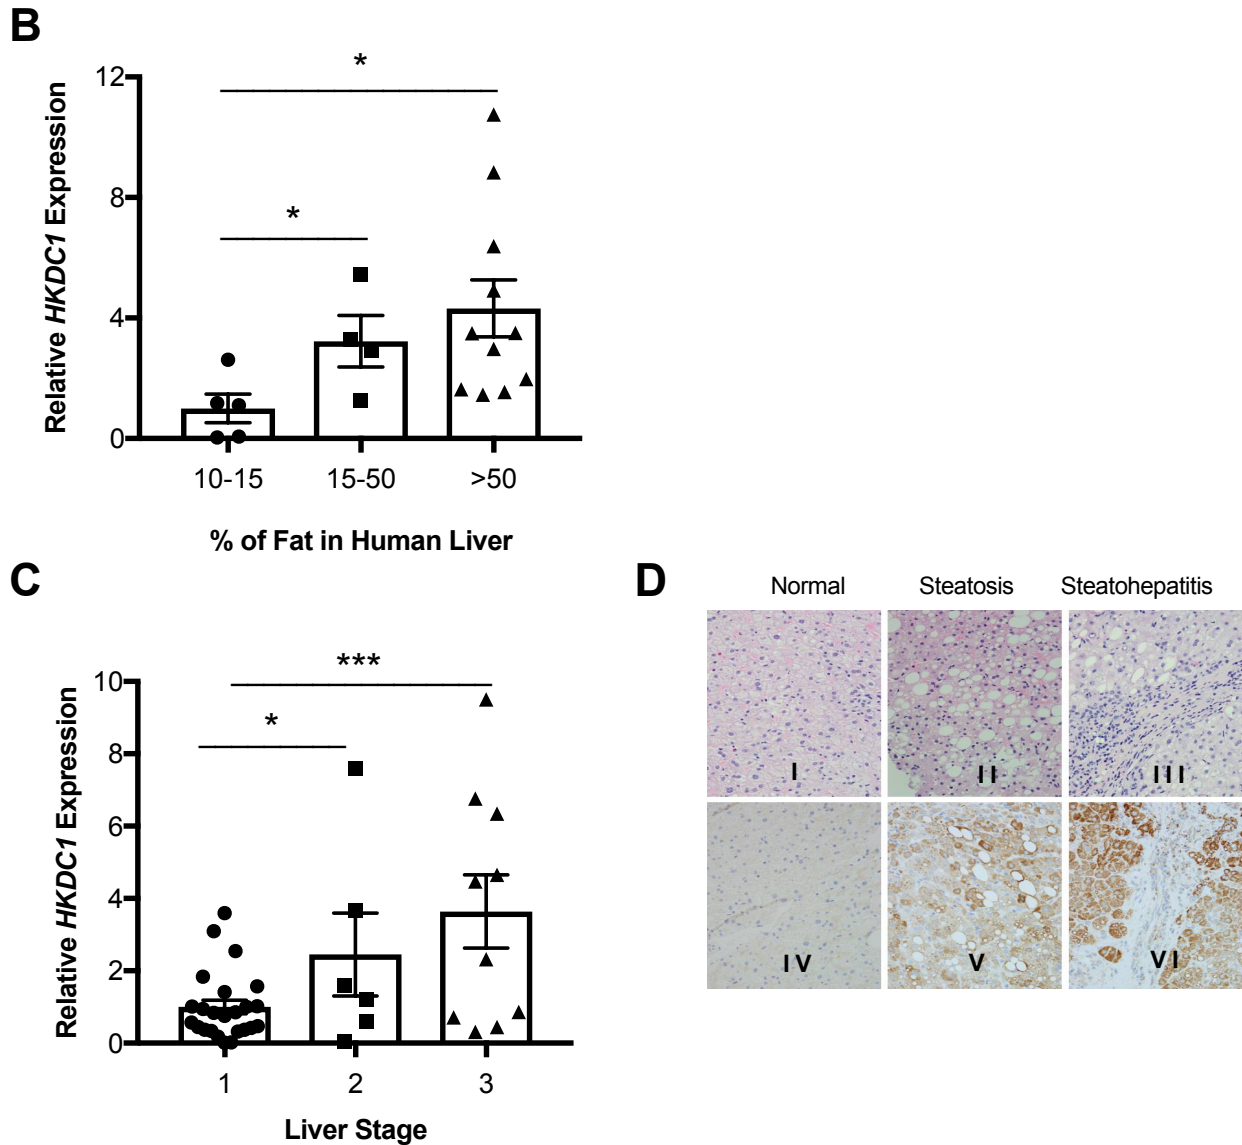 B
*
*
12
8
4
0
Relative HKDC1 Expression
10-15 15-50 >50
% of Fat in Human Liver
C
***
*
10
8
6
4
2
0
Relative HKDC1 Expression
1 2 3
Liver Stage
D
Normal Steatosis Steatohepatitis
I II III
IV V VI